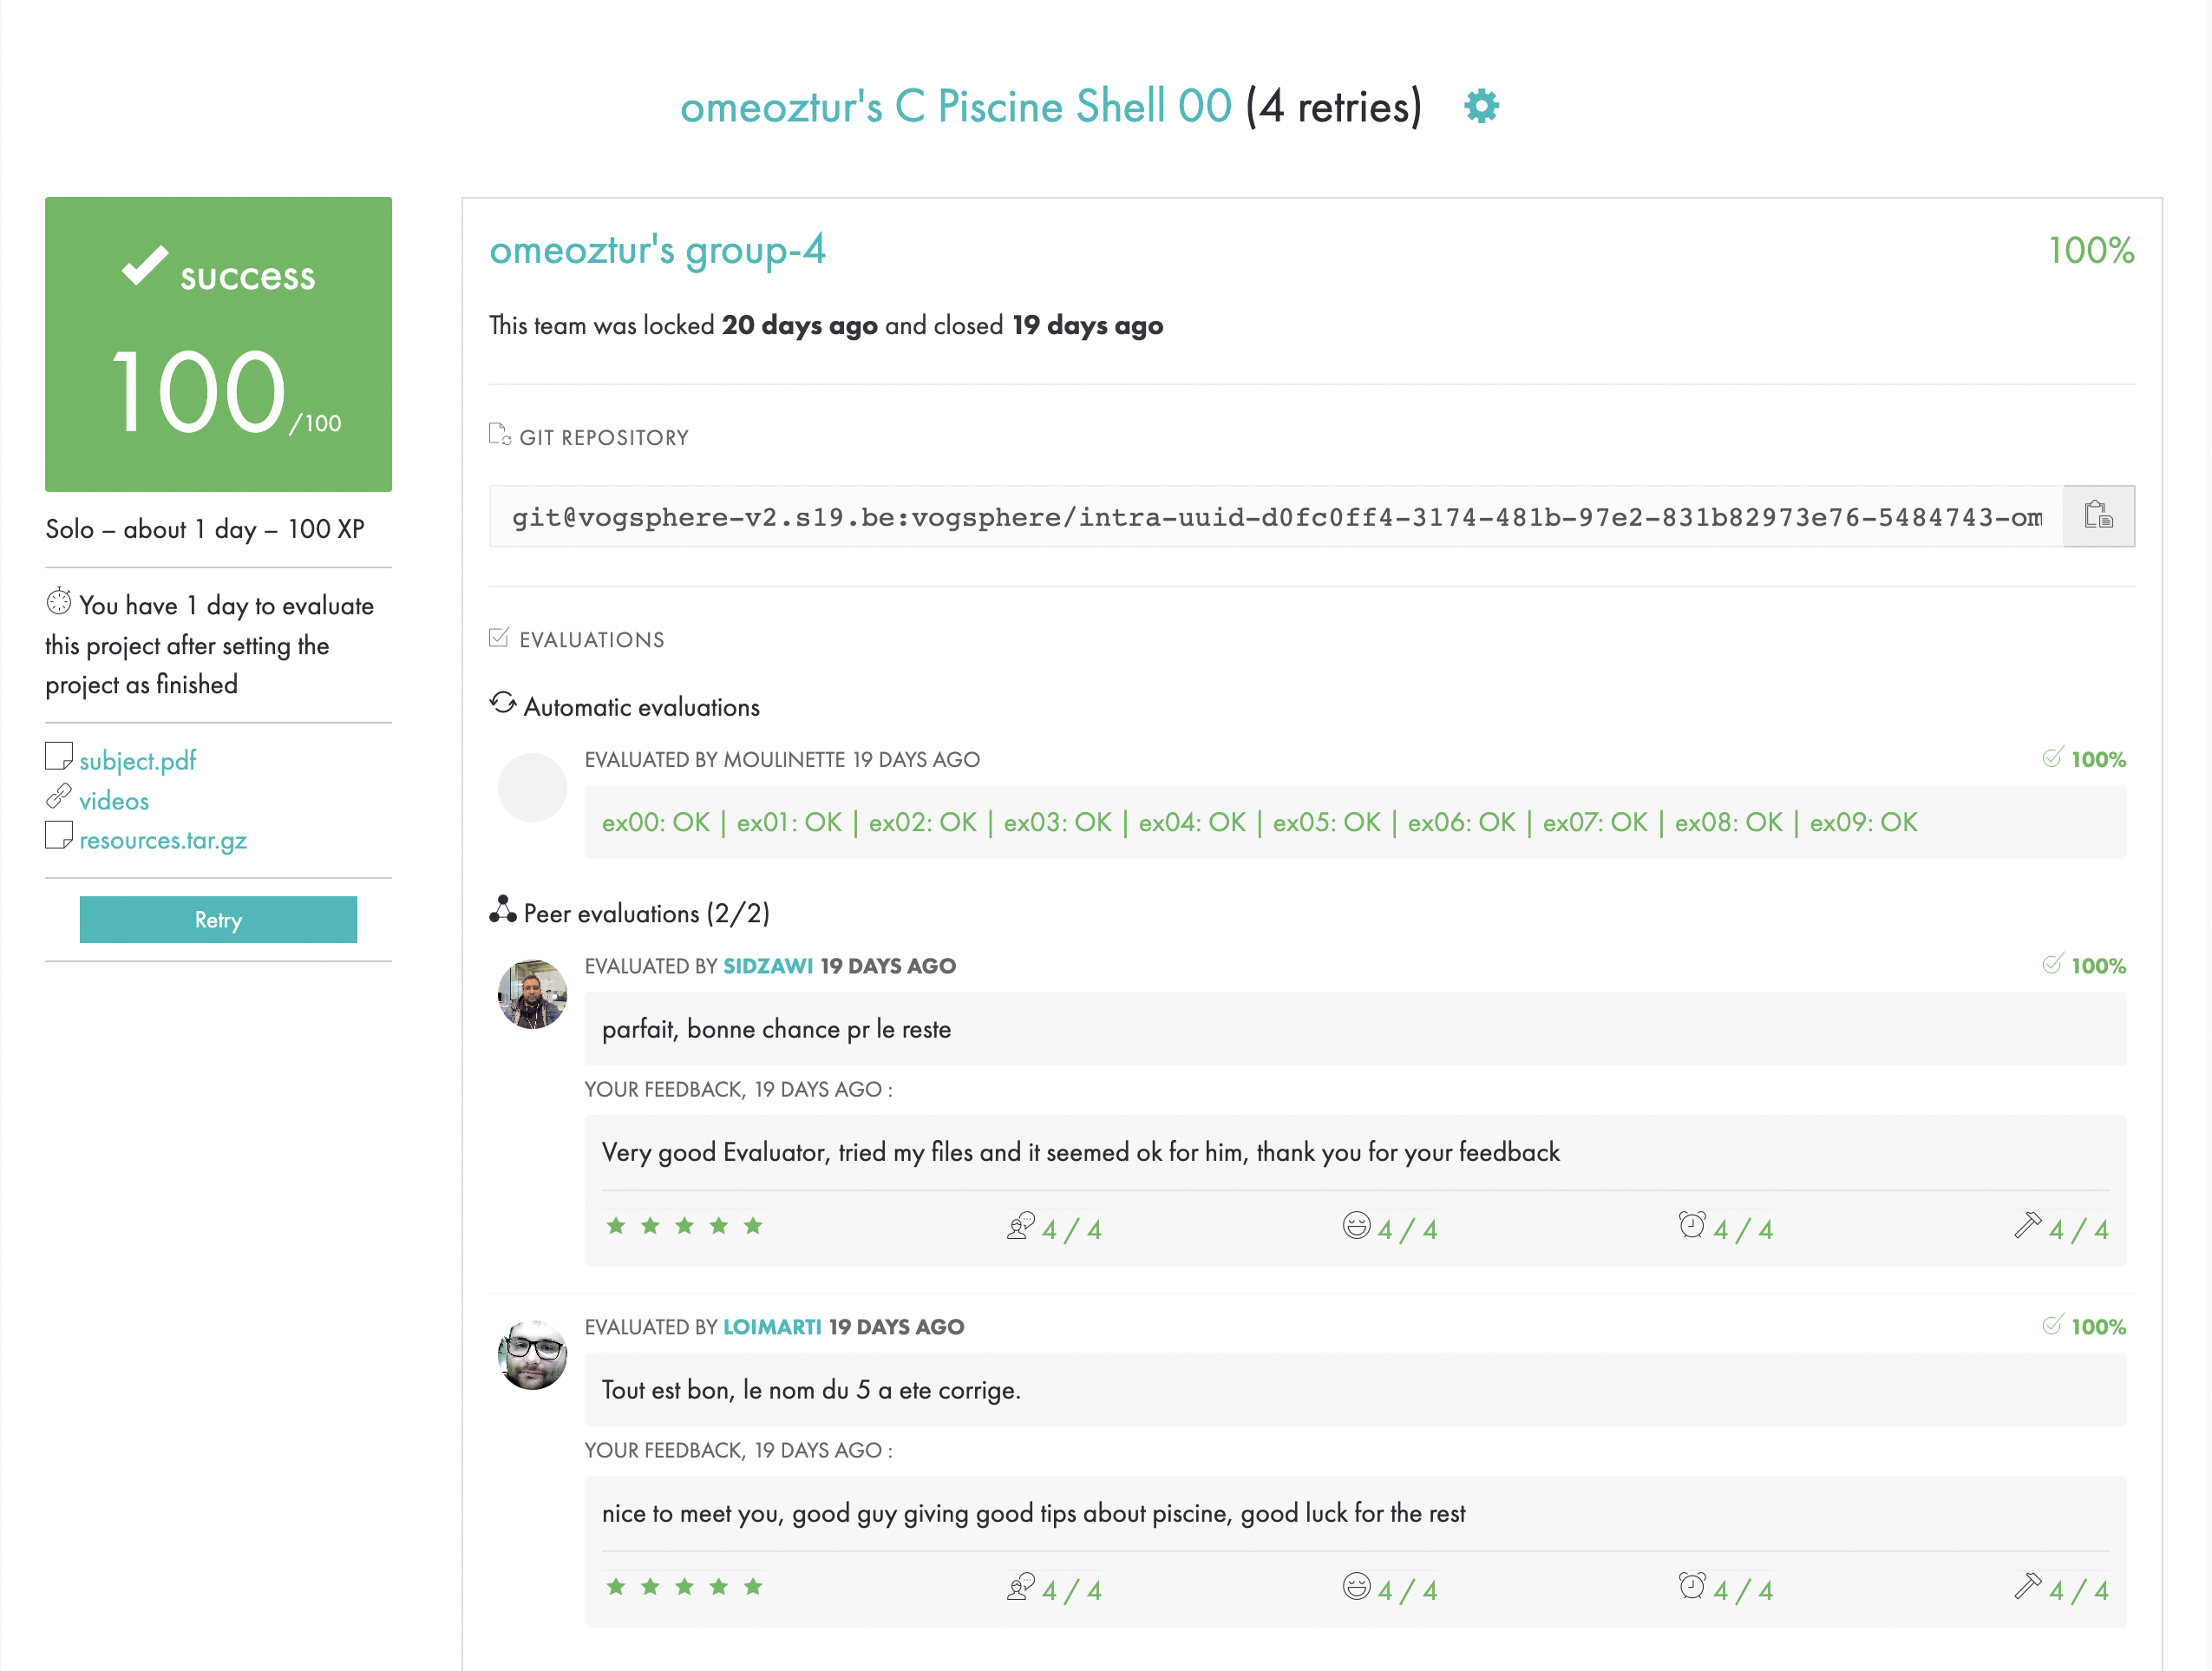 omeoztur's C Piscine Shell 00 (4 retries)
success
100/100
Solo – about 1 day – 100 XP
You have 1 day to evaluate
this project after setting the
project as finished
subject.pdf
videos
resources.tar.gz
Retry
omeoztur's group-4 100%
This team was locked 20 days ago and closed 19 days ago
GIT REPOSITORY
git@vogsphere-v2.s19.be:vogsphere/intra-uuid-d0fc0ff4-3174-481b-97e2-831b82973e76-5484743-om
EVALUATIONS
Automatic evaluations
EVALUATED BY MOULINETTE 19 DAYS AGO 100%
ex00: OK | ex01: OK | ex02: OK | ex03: OK | ex04: OK | ex05: OK | ex06: OK | ex07: OK | ex08: OK | ex09: OK
Peer evaluations (2/2)
EVALUATED BY SIDZAWI 19 DAYS AGO 100%
parfait, bonne chance pr le reste
YOUR FEEDBACK, 19 DAYS AGO :
Very good Evaluator, tried my files and it seemed ok for him, thank you for your feedback
4 / 4 4 / 4 4 / 4 4 / 4
EVALUATED BY LOIMARTI 19 DAYS AGO 100%
Tout est bon, le nom du 5 a ete corrige.
YOUR FEEDBACK, 19 DAYS AGO :
nice to meet you, good guy giving good tips about piscine, good luck for the rest
4 / 4 4 / 4 4 / 4 4 / 4